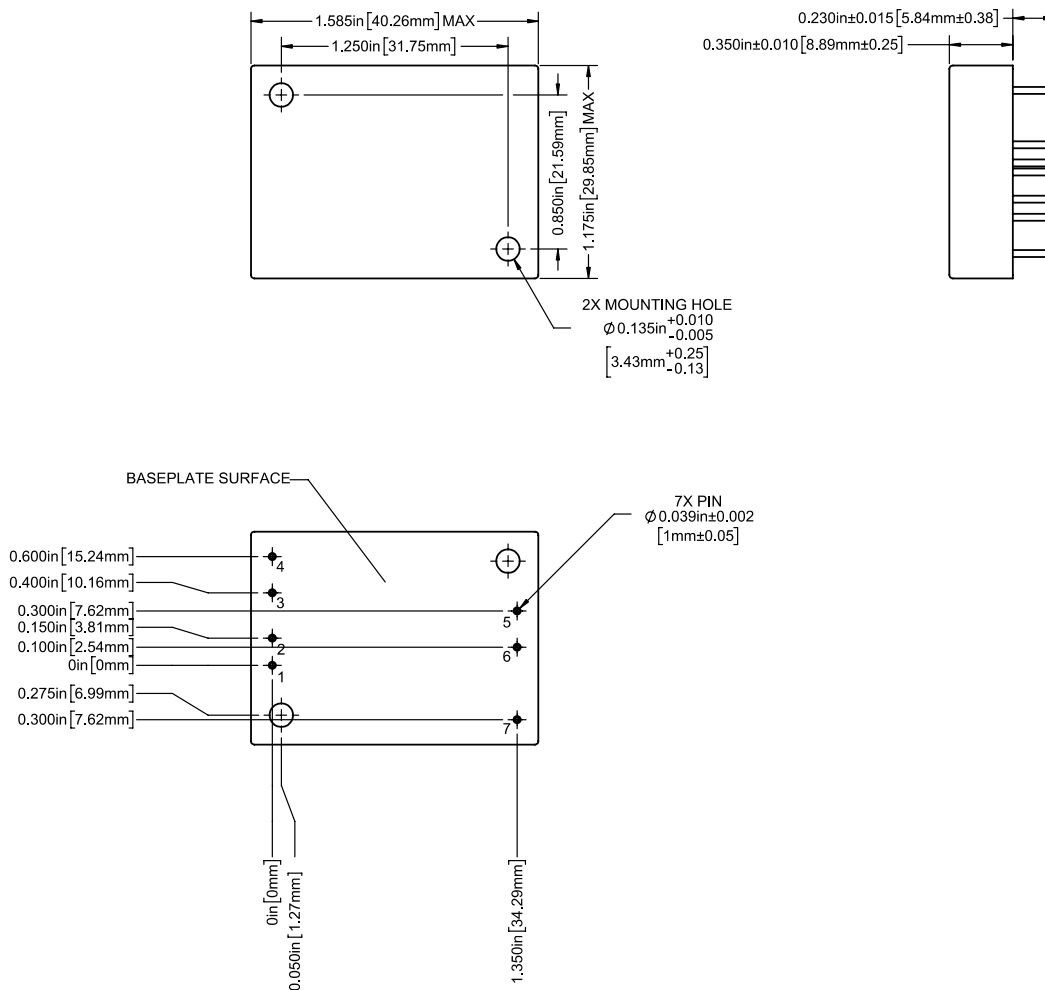 1.585in[40.26mm] MAX
1.250in[31.75mm]
0.850in[21.59mm]
1.175in[29.85mm] MAX
0.230in±0.015[5.84mm±0.38]
0.350in±0.010[8.89mm±0.25]
2X MOUNTING HOLE
Ø0.135in +0.010 -0.005
[3.43mm +0.25 -0.13]
BASEPLATE SURFACE
7X PIN
Ø0.039in±0.002
[1mm±0.05]
0.600in[15.24mm]
4
0.400in[10.16mm]
3
0.300in[7.62mm]
5
0.150in[3.81mm]
2
0.100in[2.54mm]
6
0in[0mm]
1
0.275in[6.99mm]
0.300in[7.62mm]
7
0in[0mm]
0.050in[1.27mm]
1.350in[34.29mm]